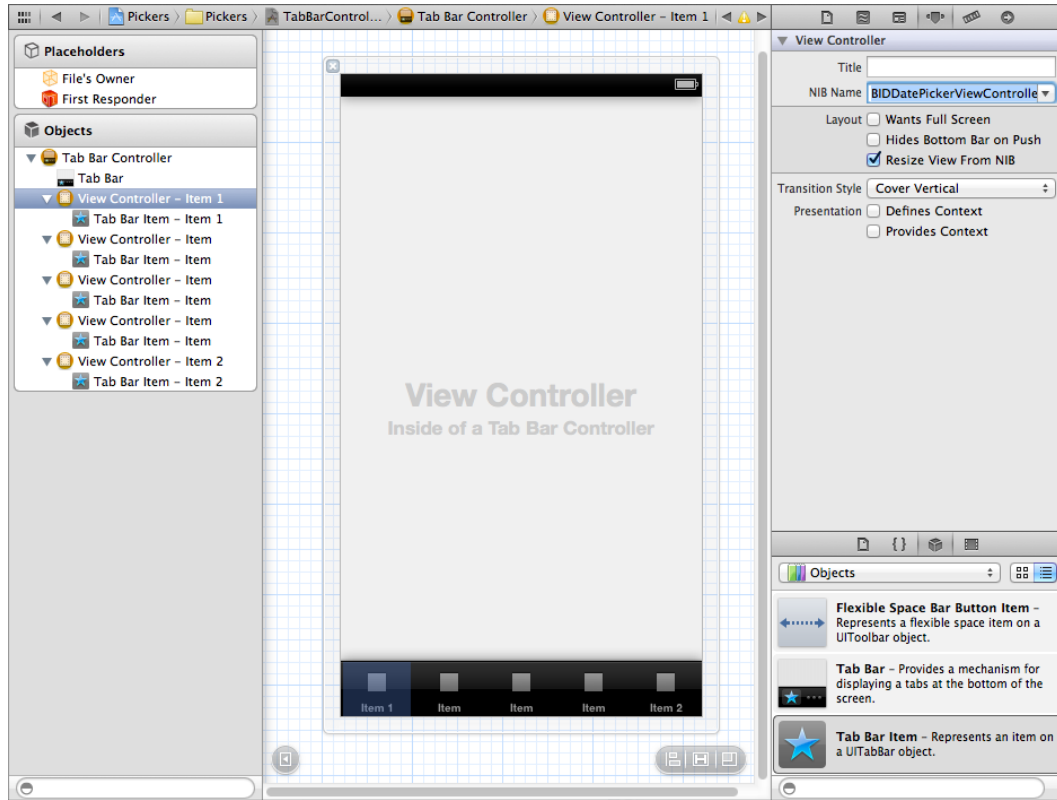 Pickers
Pickers
TabBarControl...
Tab Bar Controller
View Controller – Item 1
Placeholders
File's Owner
First Responder
Objects
Tab Bar Controller
Tab Bar
View Controller – Item 1
Tab Bar Item – Item 1
View Controller – Item
Tab Bar Item – Item
View Controller – Item
Tab Bar Item – Item
View Controller – Item
Tab Bar Item – Item
View Controller – Item 2
Tab Bar Item – Item 2
View Controller
Inside of a Tab Bar Controller
Item 1
Item
Item
Item
Item 2
View Controller
Title
NIB Name BIDDatePickerViewControlle
Layout Wants Full Screen
Hides Bottom Bar on Push
Resize View From NIB
Transition Style Cover Vertical
Presentation Defines Context
Provides Context
{}
Objects
Flexible Space Bar Button Item –
Represents a flexible space item on a
UIToolbar object.
Tab Bar – Provides a mechanism for
displaying a tabs at the bottom of the
screen.
Tab Bar Item – Represents an item on
a UITabBar object.